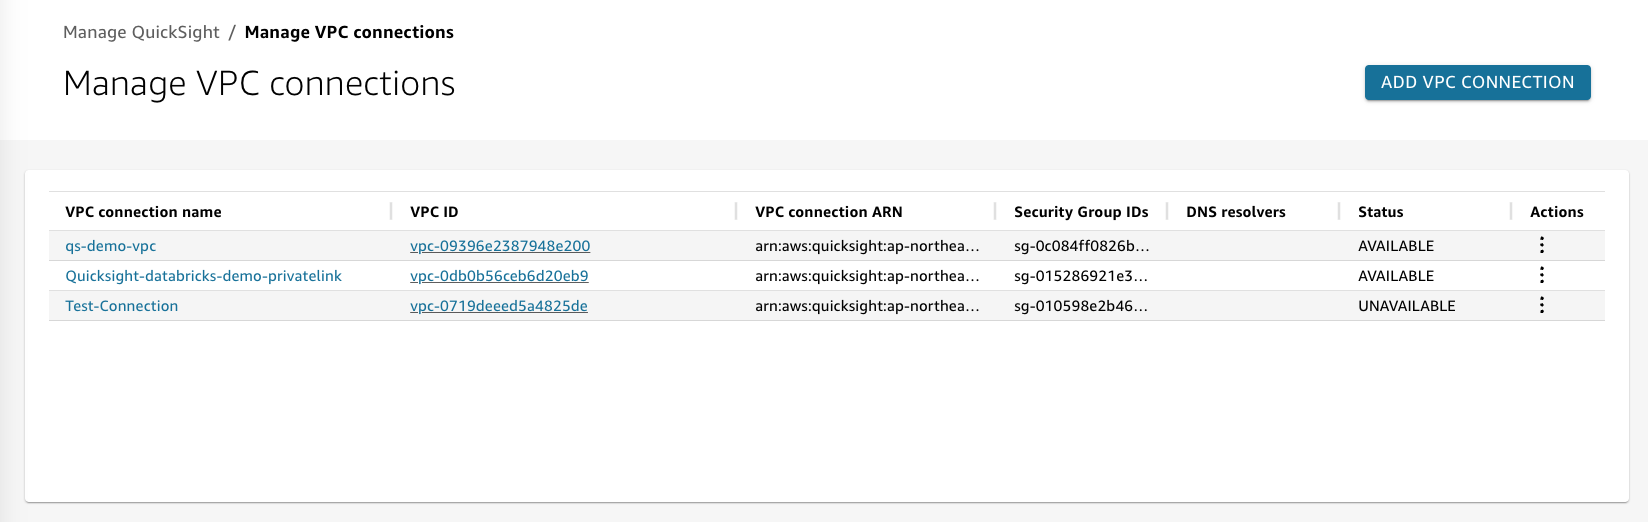 Manage QuickSight / Manage VPC connections
Manage VPC connections
ADD VPC CONNECTION
VPC connection name VPC ID VPC connection ARN Security Group IDs DNS resolvers Status Actions
qs-demo-vpc vpc-09396e2387948e200 arn:aws:quicksight:ap-northea... sg-0c084ff0826b... AVAILABLE
Quicksight-databricks-demo-privatelink vpc-0db0b56ceb6d20eb9 arn:aws:quicksight:ap-northea... sg-015286921e3... AVAILABLE
Test-Connection vpc-0719deeed5a4825de arn:aws:quicksight:ap-northea... sg-010598e2b46... UNAVAILABLE